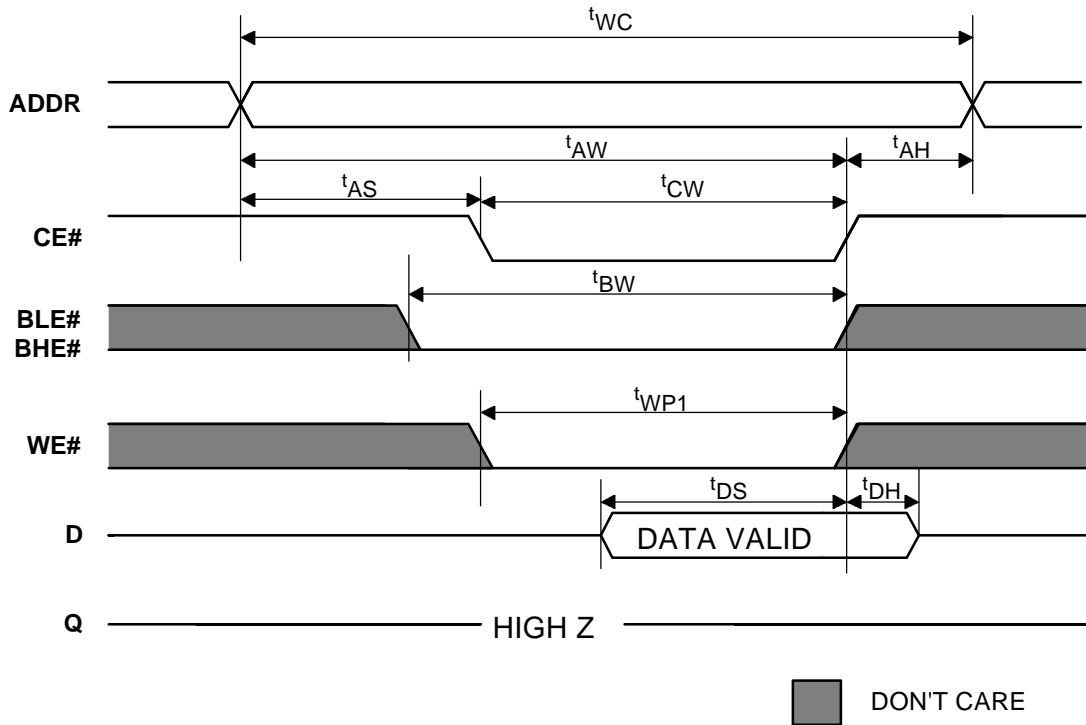 tWC
ADDR
tAW
tAH
tAS
tCW
CE#
tBW
BLE#
BHE#
tWP1
WE#
tDS
tDH
D
DATA VALID
Q
HIGH Z
DON'T CARE